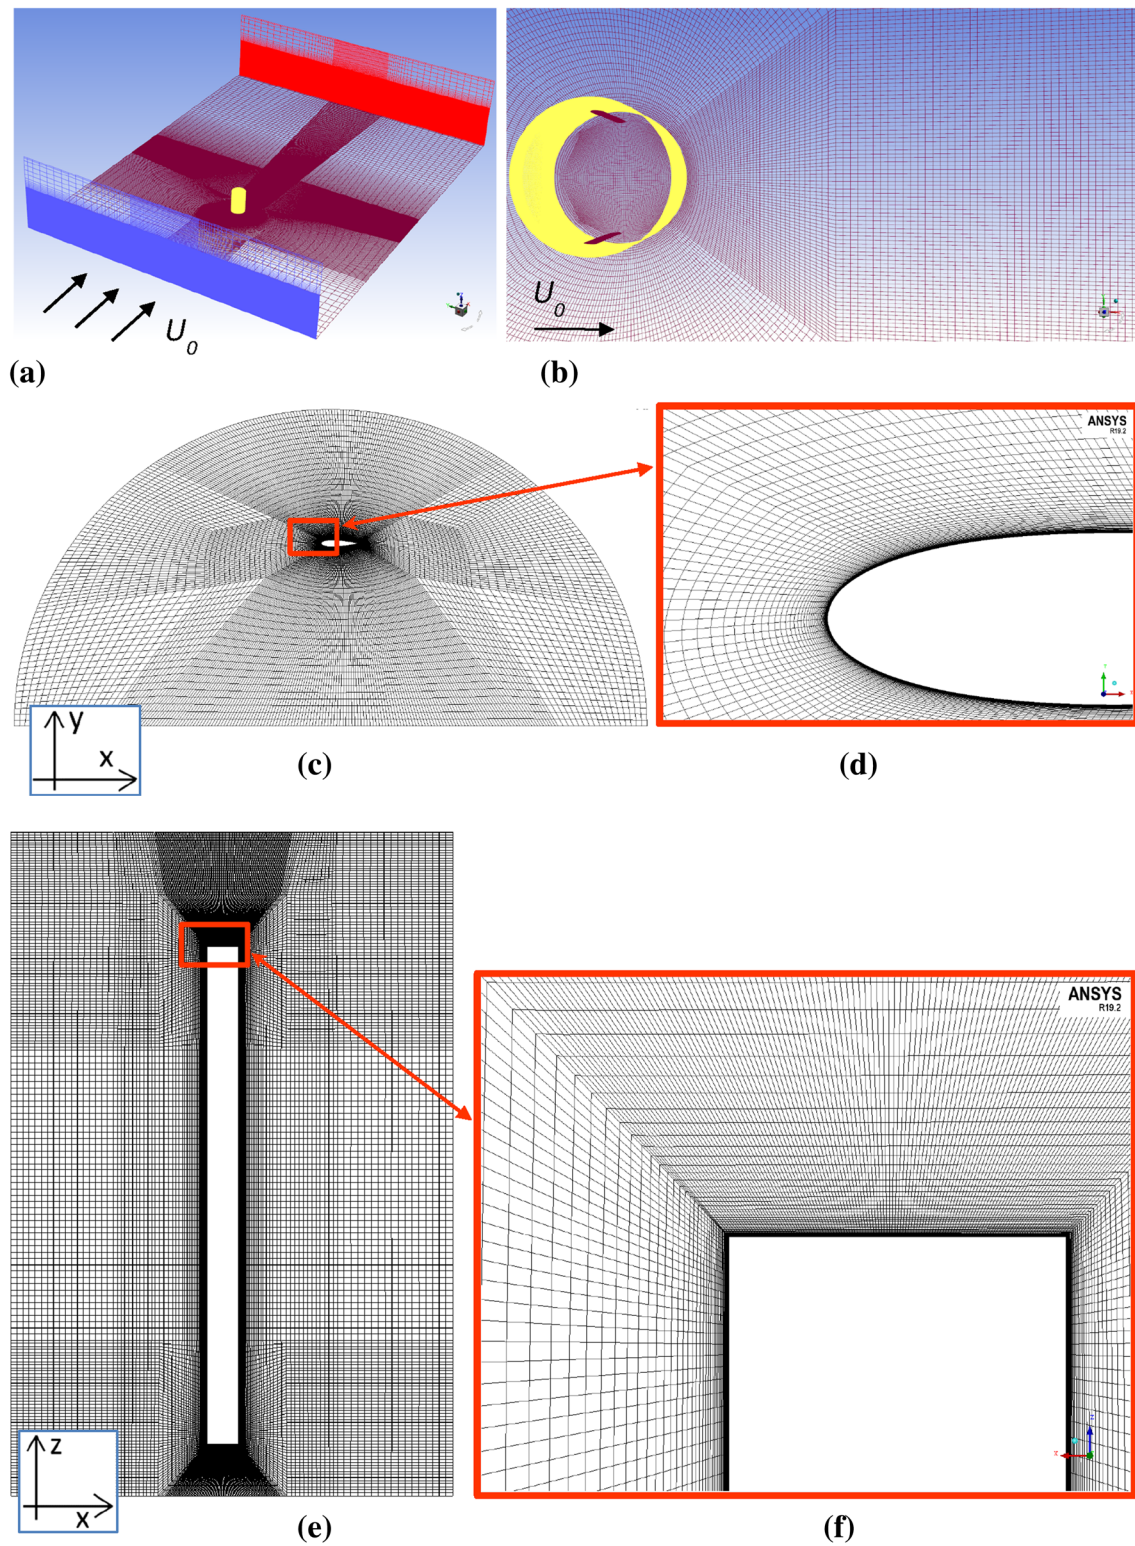 U₀
U₀
(a)
(b)
ANSYS
R19.2
y
x
(c)
(d)
ANSYS
R19.2
z
x
(e)
(f)